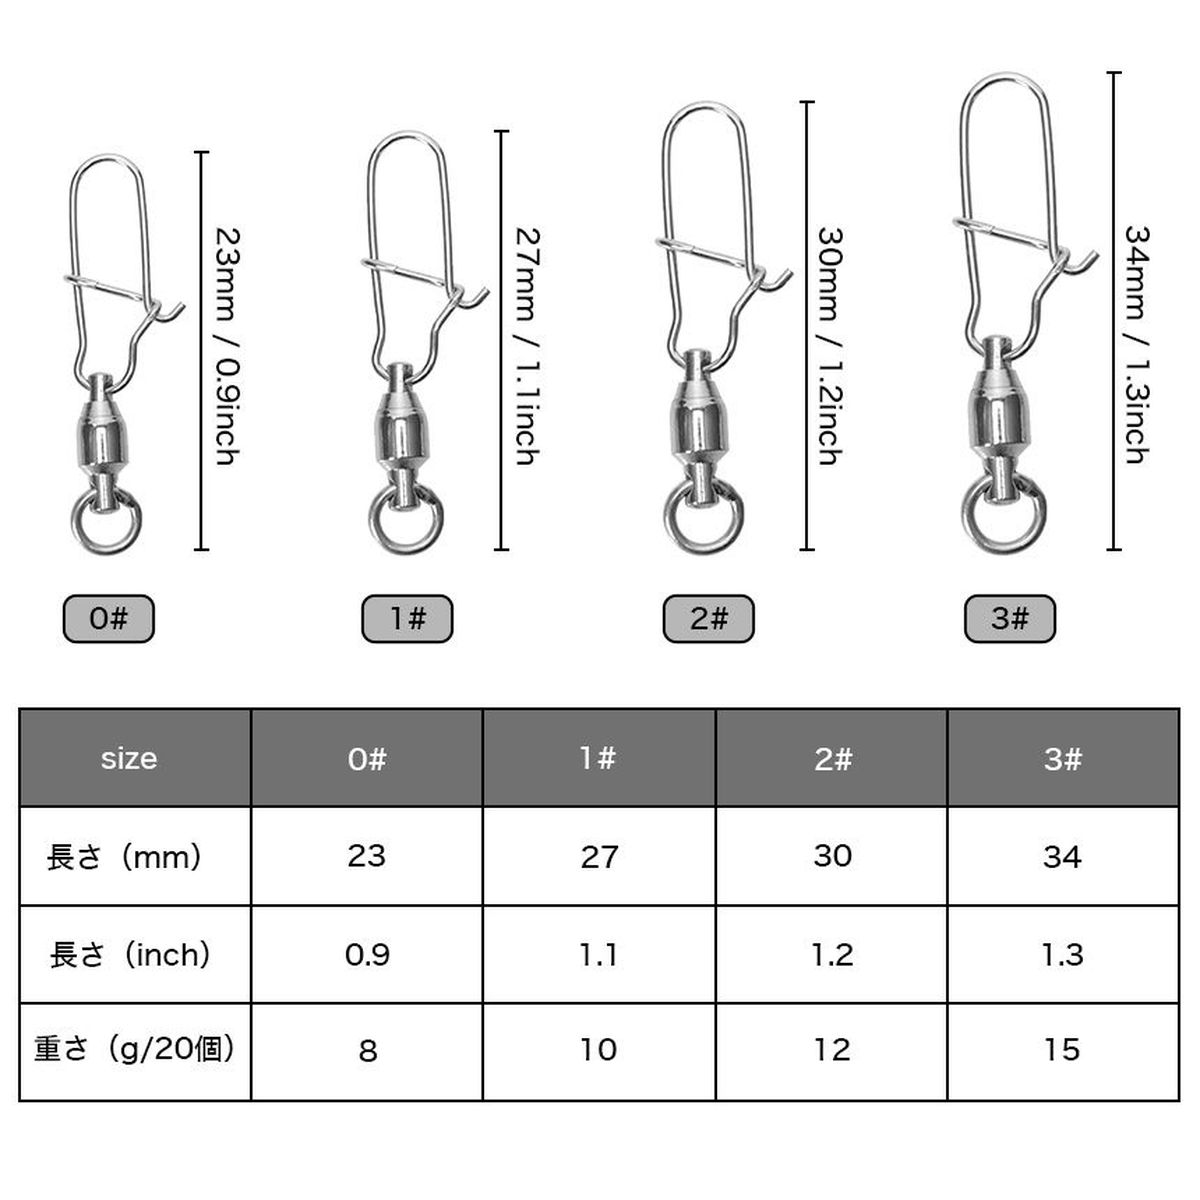 23mm / 0.9inch
27mm / 1.1inch
30mm / 1.2inch
34mm / 1.3inch
0#
1#
2#
3#
size 0# 1# 2# 3#
長さ（mm） 23 27 30 34
長さ（inch） 0.9 1.1 1.2 1.3
重さ（g/20個） 8 10 12 15